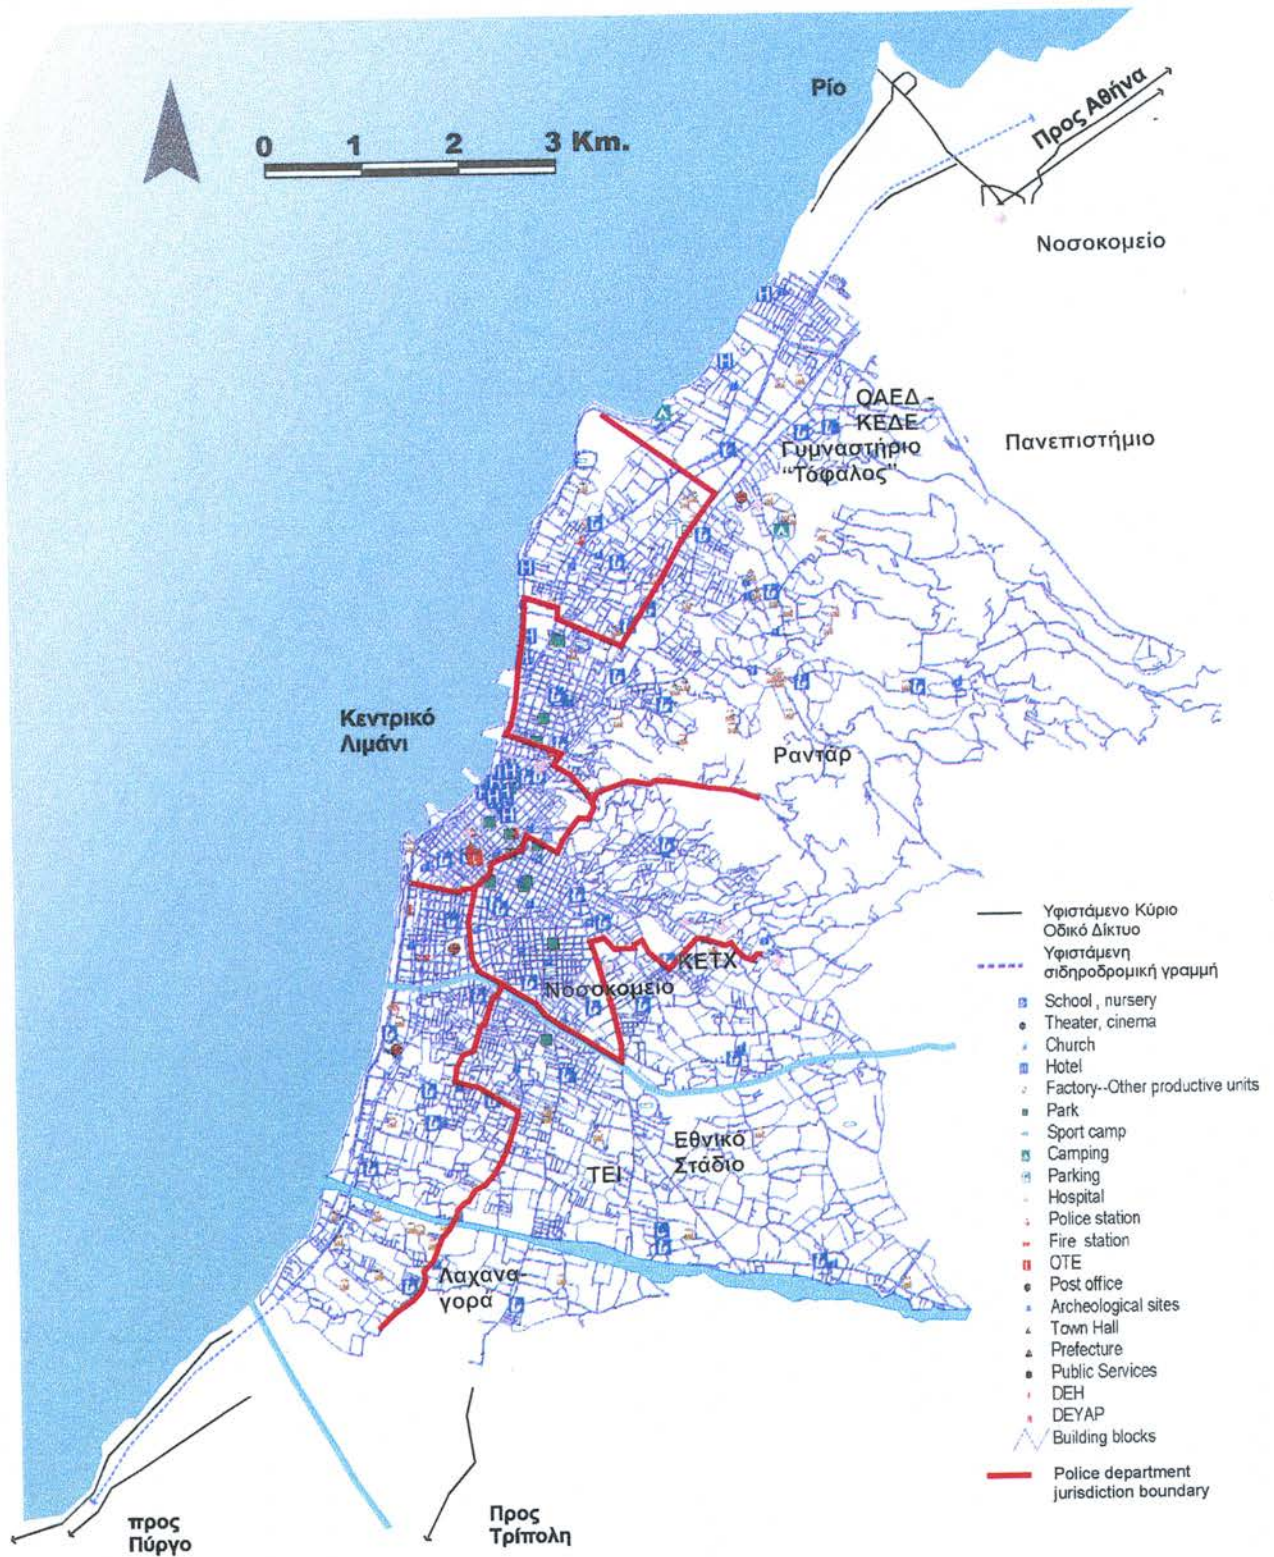 Ρίο
Προς Αθήνα
0 1 2 3 Km.
Νοσοκομείο
ΟΑΕΔ -
ΚΕΔΕ
Γυμναστήριο
"Τόφαλος"
Πανεπιστήμιο
Κεντρικό
Λιμάνι
Ραντάρ
ΚΕΤΧ
Νοσοκομείο
Εθνικό
Στάδιο
ΤΕΙ
Λαχανα-
γορά
προς
Πύργο
Προς
Τρίπολη
Υφιστάμενο Κύριο
Οδικό Δίκτυο
Υφιστάμενη
σιδηροδρομική γραμμή
School , nursery
Theater, cinema
Church
Hotel
Factory--Other productive units
Park
Sport camp
Camping
Parking
Hospital
Police station
Fire station
OTE
Post office
Archeological sites
Town Hall
Prefecture
Public Services
DEH
DEYAP
Building blocks
Police department
jurisdiction boundary